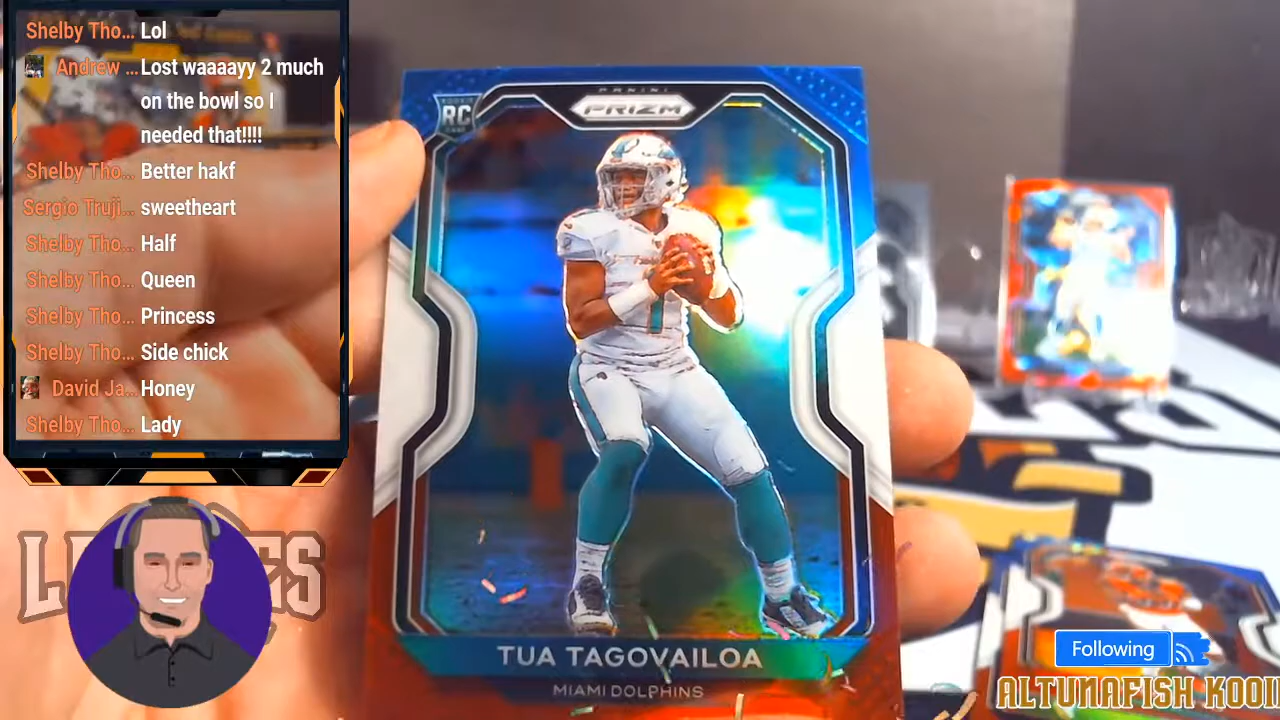 Shelby Tho... Lol
Andrew ... Lost waaaayy 2 much
on the bowl so I
needed that!!!!
Shelby Tho... Better hakf
Sergio Truji... sweetheart
Shelby Tho... Half
Shelby Tho... Queen
Shelby Tho... Princess
Shelby Tho... Side chick
David Ja... Honey
Shelby Tho... Lady
ROOKIE
RC
CARD
PANINI
PRIZM
TUA TAGOVAILOA
MIAMI DOLPHINS
Following
ALTUNAFISH